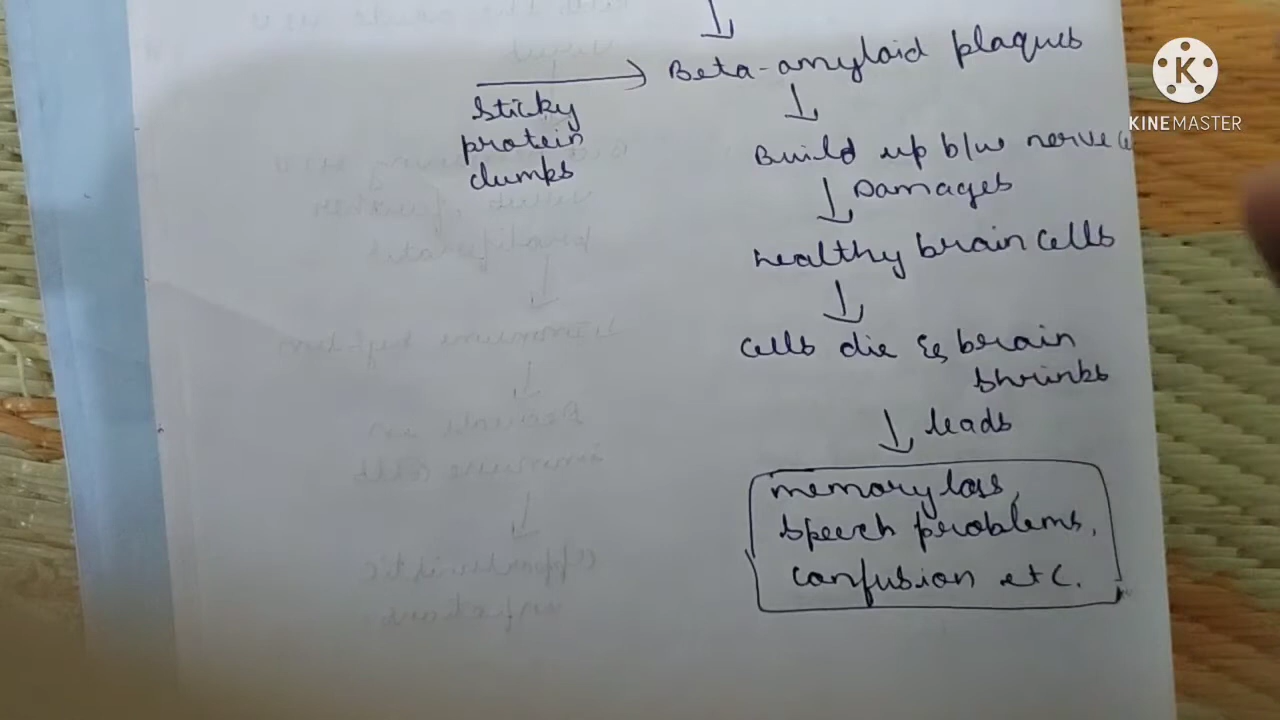 Beta-amyloid plaques
sticky
protein
clumps
Build up b/w nerve
Damages
healthy brain cells
cells die & brain
shrinks
leads
memory loss,
speech problems,
confusion etc.
KINEMASTER